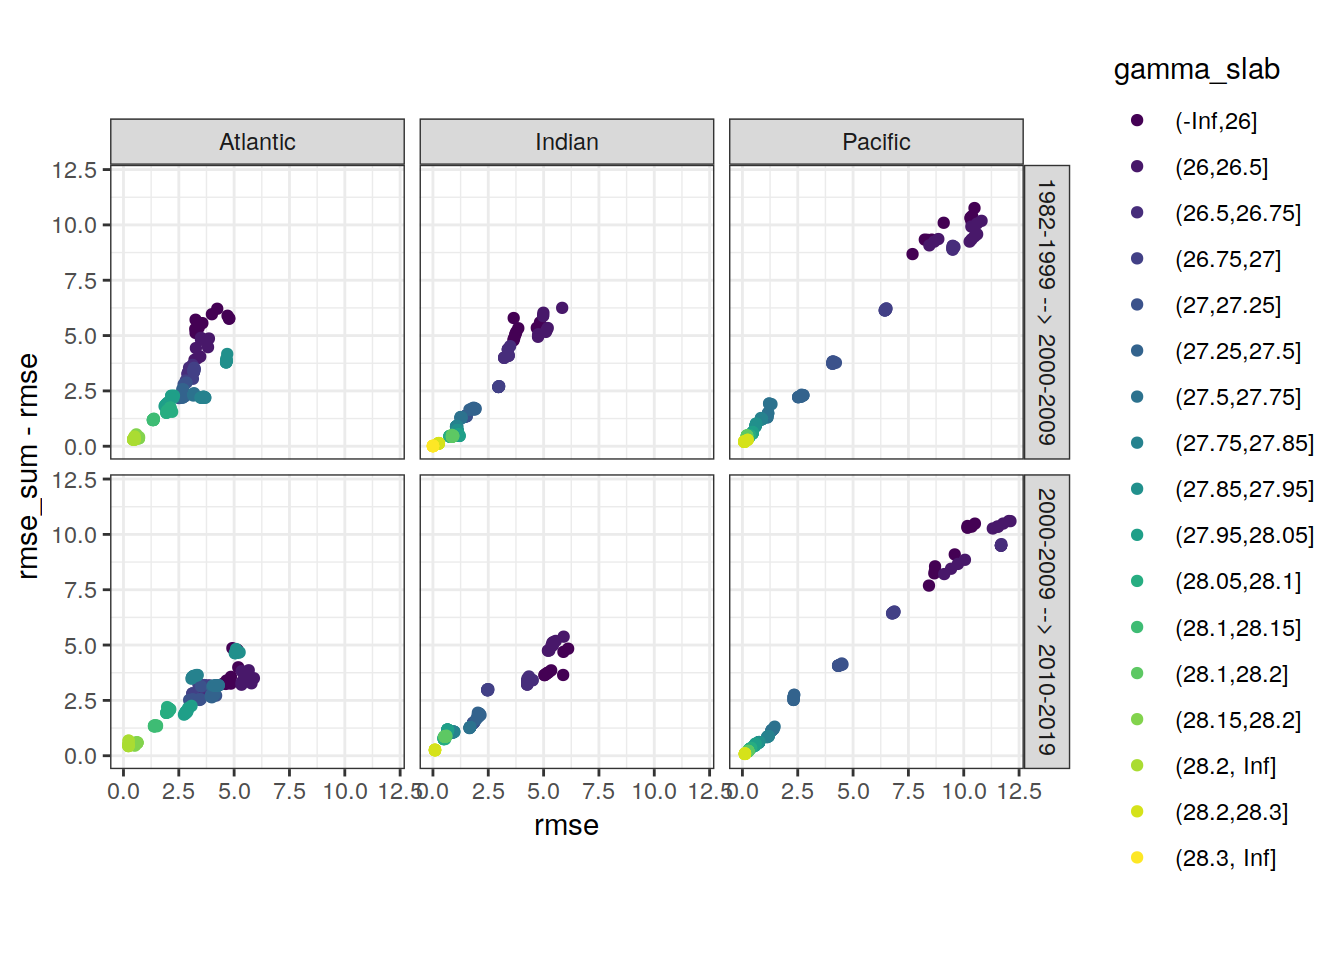 gamma_slab
(-Inf,26]
(26,26.5]
(26.5,26.75]
(26.75,27]
(27,27.25]
(27.25,27.5]
(27.5,27.75]
(27.75,27.85]
(27.85,27.95]
(27.95,28.05]
(28.05,28.1]
(28.1,28.15]
(28.1,28.2]
(28.15,28.2]
(28.2, Inf]
(28.2,28.3]
(28.3, Inf]
Atlantic
Indian
Pacific
1982-1999 --> 2000-2009
2000-2009 --> 2010-2019
rmse_sum - rmse
12.5
10.0
7.5
5.0
2.5
0.0
12.5
10.0
7.5
5.0
2.5
0.0
0.0 2.5 5.0 7.5 10.0 12.5
0.0 2.5 5.0 7.5 10.0 12.5
0.0 2.5 5.0 7.5 10.0 12.5
rmse